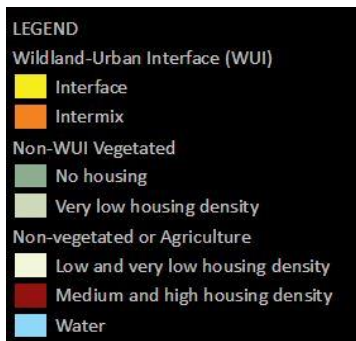 LEGEND
Wildland-Urban Interface (WUI)
Interface
Intermix
Non-WUI Vegetated
No housing
Very low housing density
Non-vegetated or Agriculture
Low and very low housing density
Medium and high housing density
Water